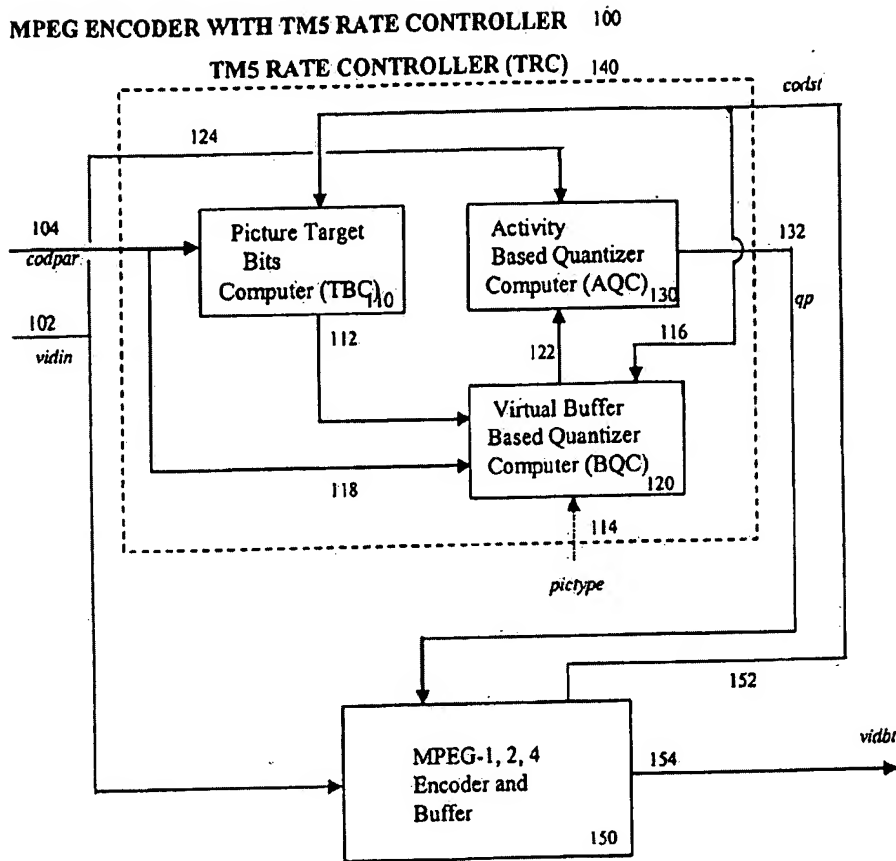 MPEG ENCODER WITH TM5 RATE CONTROLLER 100
TM5 RATE CONTROLLER (TRC) 140
codst
124
104
codpar
Picture Target
Bits
Computer (TBC) 110
Activity
Based Quantizer
Computer (AQC) 130
132
qp
102
vidin
112
122
116
Virtual Buffer
Based Quantizer
Computer (BQC)
120
118
114
pictype
152
MPEG-1, 2, 4
Encoder and
Buffer
150
154
vidbt